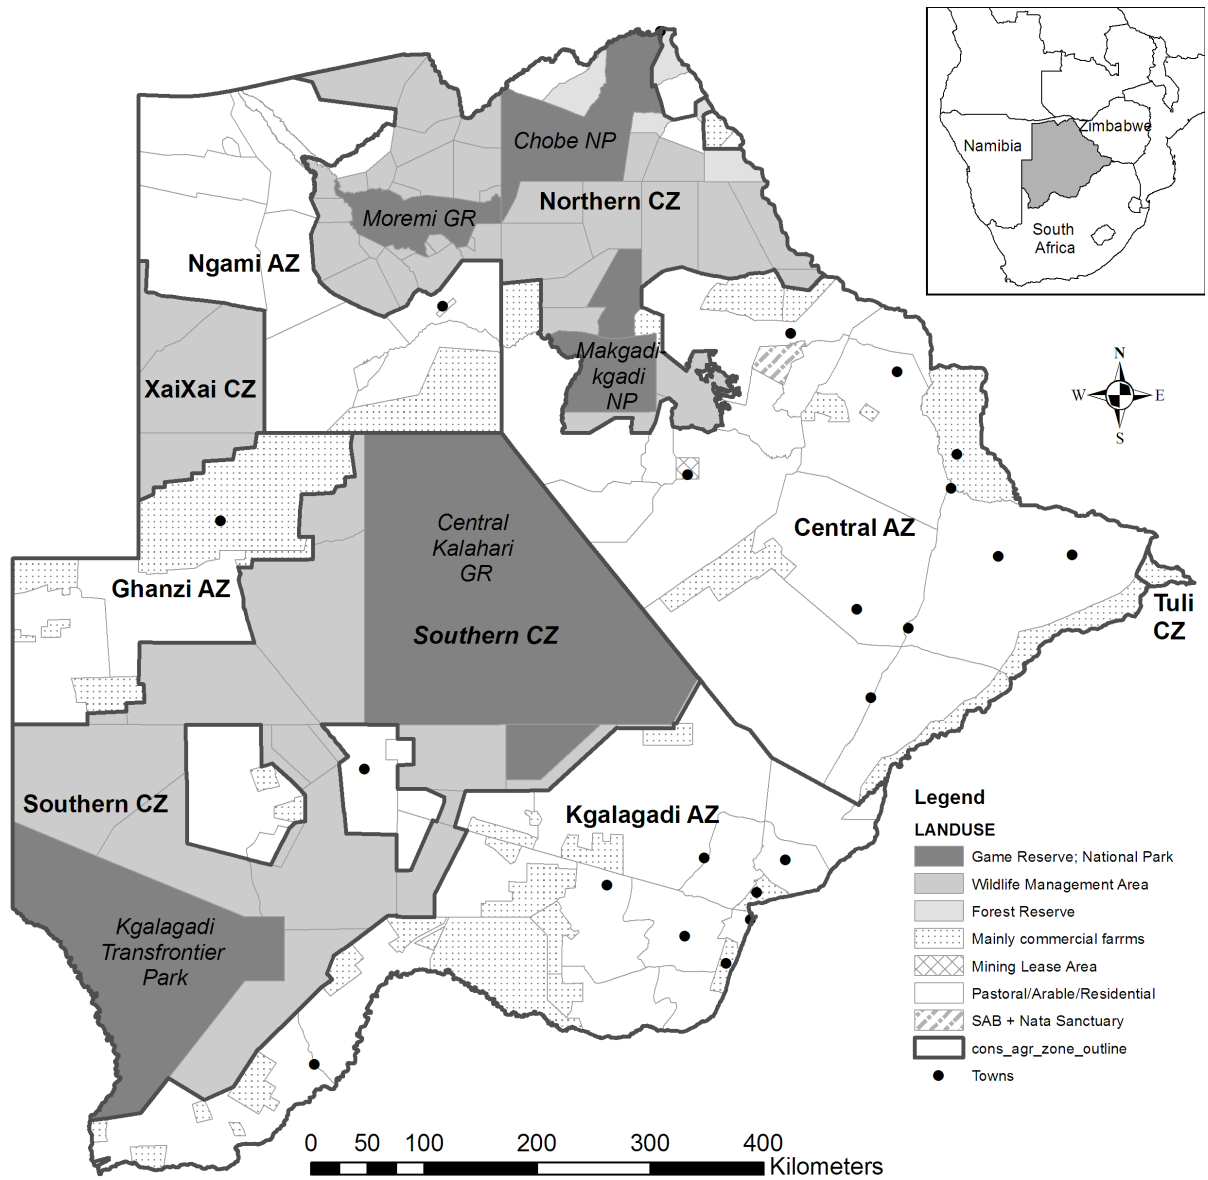 Zimbabwe
Namibia
South
Africa
Chobe NP
Northern CZ
Moremi GR
Ngami AZ
Makgadi-
kgadi
NP
XaiXai CZ
N
W
E
S
Central
Kalahari
GR
Central AZ
Ghanzi AZ
Southern CZ
Tuli
CZ
Southern CZ
Kgalagadi AZ
Kgalagadi
Transfrontier
Park
Legend
LANDUSE
Game Reserve; National Park
Wildlife Management Area
Forest Reserve
Mainly commercial farrms
Mining Lease Area
Pastoral/Arable/Residential
SAB + Nata Sanctuary
cons_agr_zone_outline
Towns
0 50 100 200 300 400
Kilometers